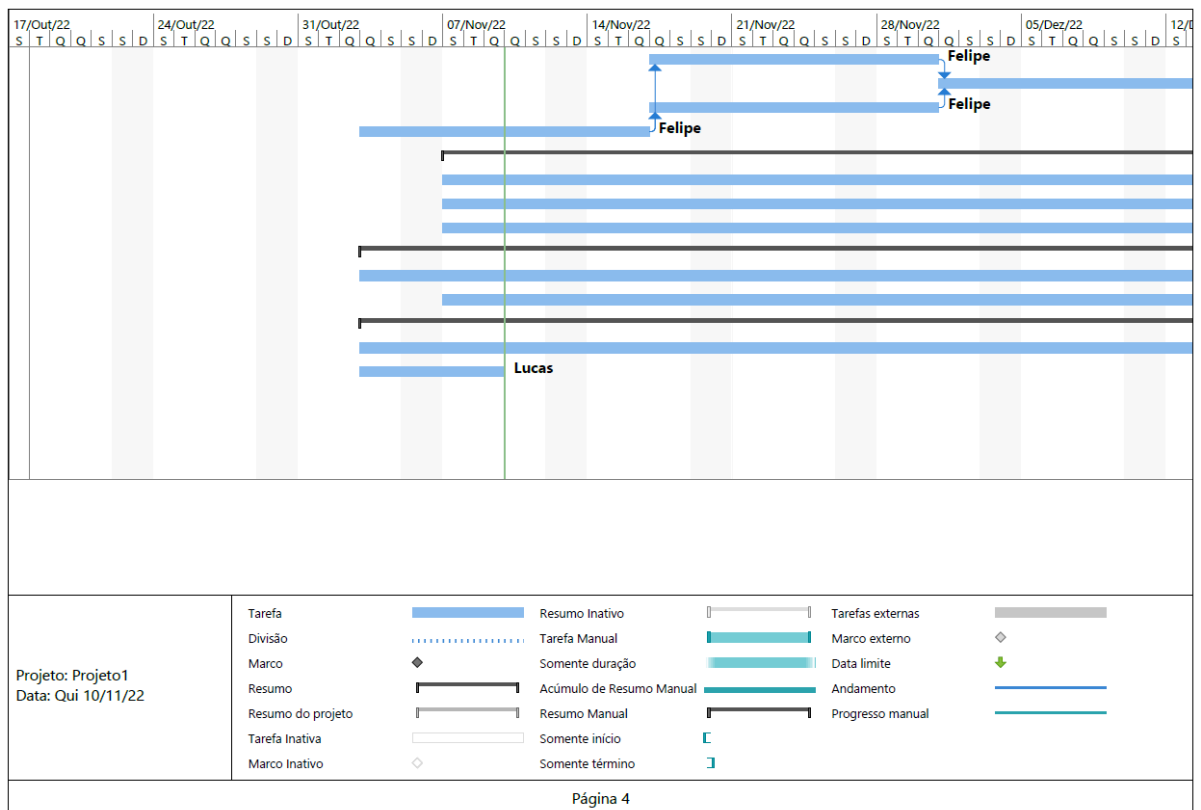 17/Out/22 24/Out/22 31/Out/22 07/Nov/22 14/Nov/22 21/Nov/22 28/Nov/22 05/Dez/22 12/D
S T Q Q S S D S T Q Q S S D S T Q Q S S D S T Q Q S S D S T Q Q S S D S T Q Q S S D S T Q Q S S D S T Q Q S S D S
Felipe
Felipe
Felipe
Lucas
Projeto: Projeto1
Data: Qui 10/11/22
Tarefa
Divisão
Marco
Resumo
Resumo do projeto
Tarefa Inativa
Marco Inativo
Resumo Inativo
Tarefa Manual
Somente duração
Acúmulo de Resumo Manual
Resumo Manual
Somente início
Somente término
Tarefas externas
Marco externo
Data limite
Andamento
Progresso manual
Página 4